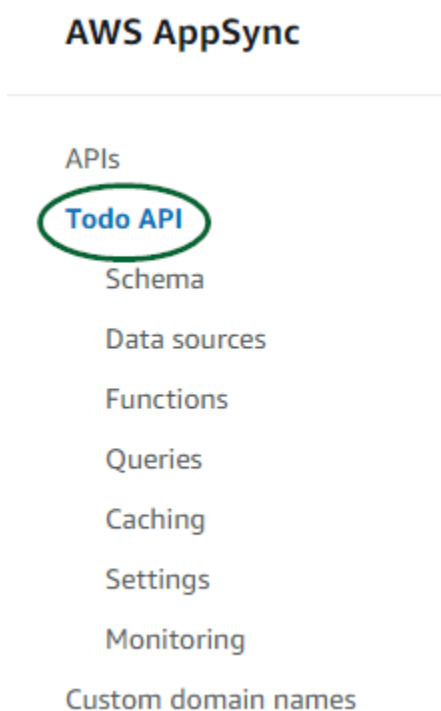 AWS AppSync
APIs
Todo API
Schema
Data sources
Functions
Queries
Caching
Settings
Monitoring
Custom domain names